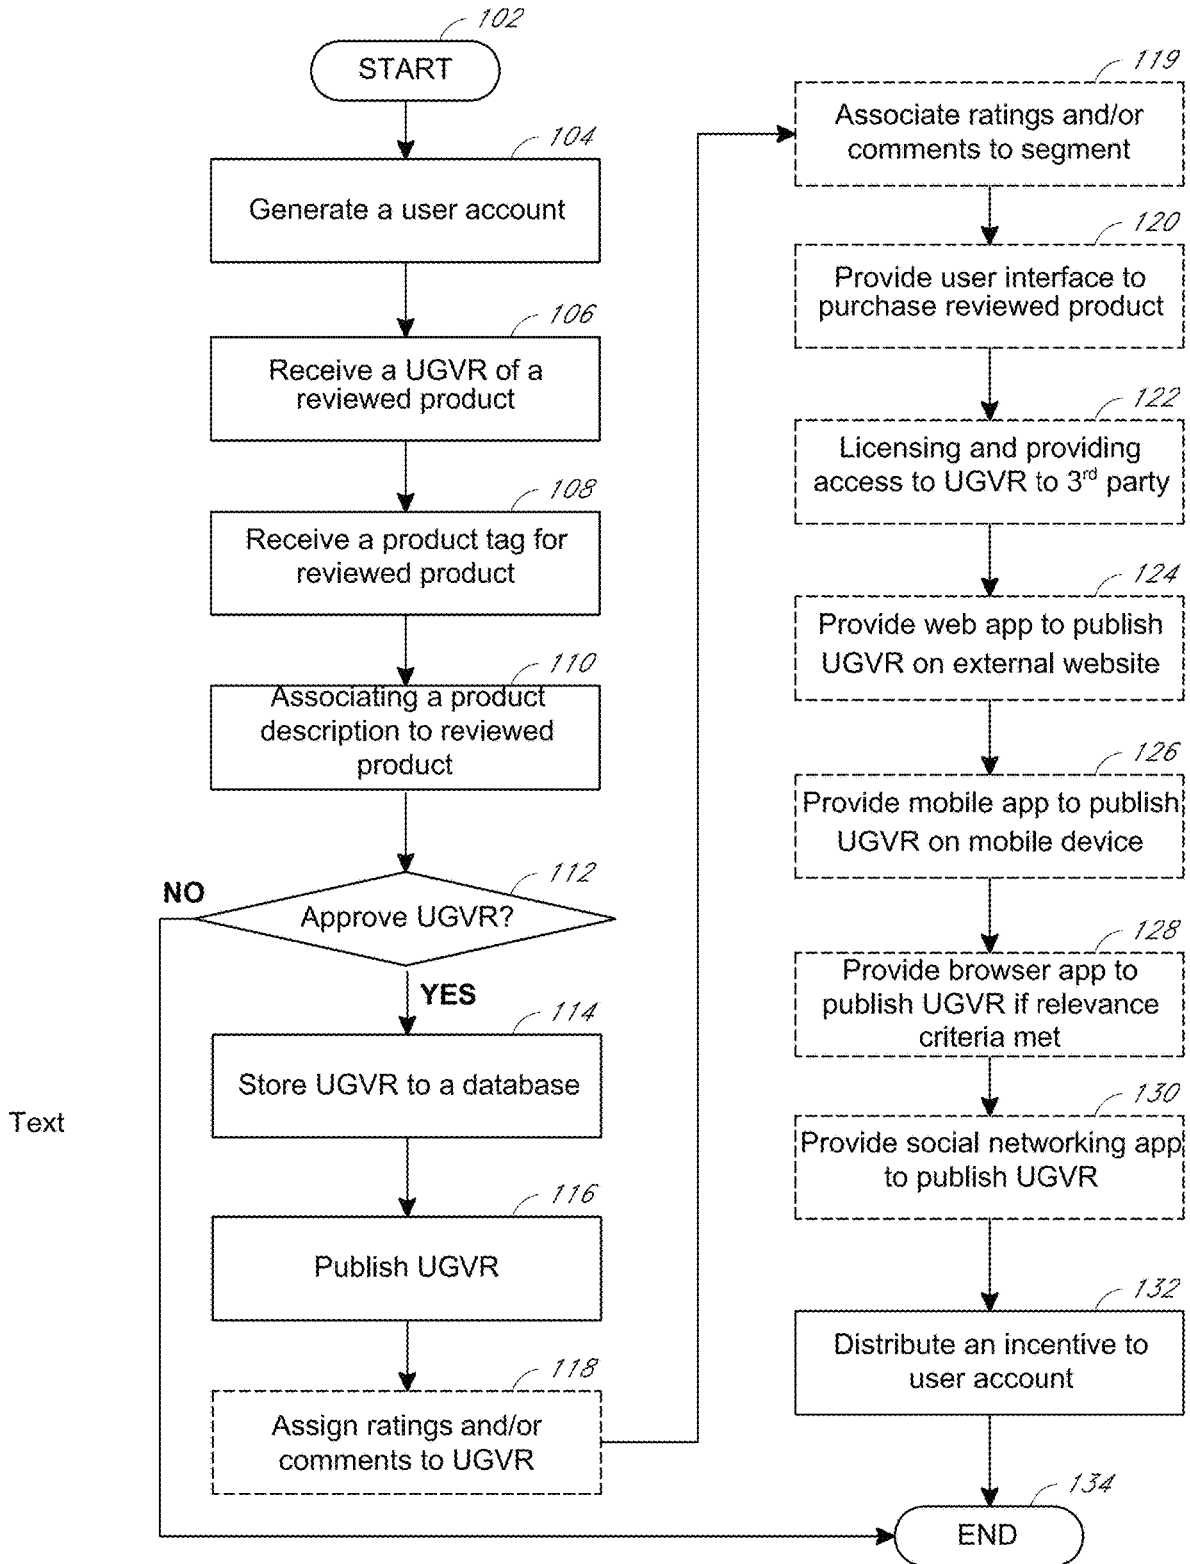 102
START
104
Generate a user account
106
Receive a UGVR of a
reviewed product
108
Receive a product tag for
reviewed product
110
Associating a product
description to reviewed
product
112
NO
Approve UGVR?
YES
114
Store UGVR to a database
Text
116
Publish UGVR
118
Assign ratings and/or
comments to UGVR
119
Associate ratings and/or
comments to segment
120
Provide user interface to
purchase reviewed product
122
Licensing and providing
access to UGVR to 3rd party
124
Provide web app to publish
UGVR on external website
126
Provide mobile app to publish
UGVR on mobile device
128
Provide browser app to
publish UGVR if relevance
criteria met
130
Provide social networking app
to publish UGVR
132
Distribute an incentive to
user account
134
END